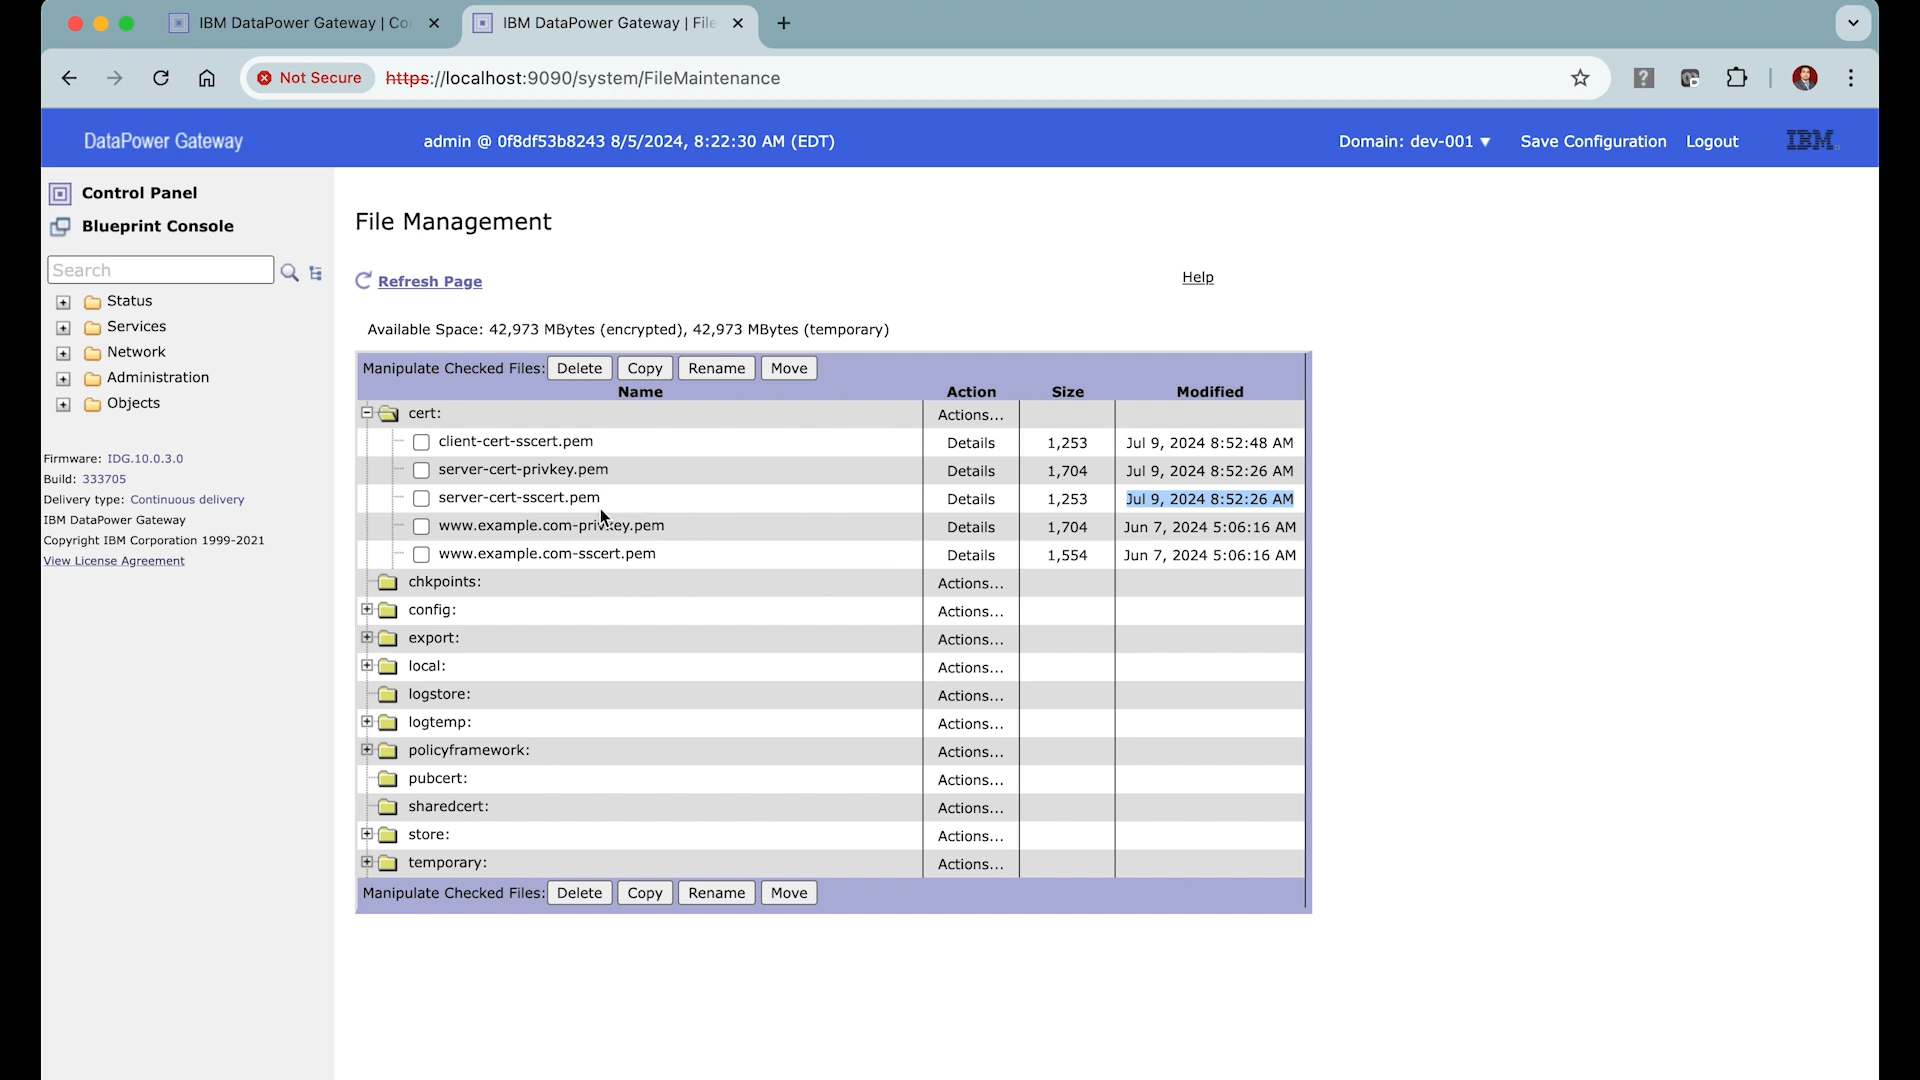 IBM DataPower Gateway | Co
IBM DataPower Gateway | File
Not Secure
https://localhost:9090/system/FileMaintenance
DataPower Gateway
admin @ 0f8df53b8243 8/5/2024, 8:22:30 AM (EDT)
Domain: dev-001 ▼
Save Configuration
Logout
IBM
Control Panel
Blueprint Console
Search
Status
Services
Network
Administration
Objects
Firmware: IDG.10.0.3.0
Build: 333705
Delivery type: Continuous delivery
IBM DataPower Gateway
Copyright IBM Corporation 1999-2021
View License Agreement
File Management
Refresh Page
Help
Available Space: 42,973 MBytes (encrypted), 42,973 MBytes (temporary)
Manipulate Checked Files: Delete Copy Rename Move
Name Action Size Modified
cert: Actions...
client-cert-sscert.pem Details 1,253 Jul 9, 2024 8:52:48 AM
server-cert-privkey.pem Details 1,704 Jul 9, 2024 8:52:26 AM
server-cert-sscert.pem Details 1,253 Jul 9, 2024 8:52:26 AM
www.example.com-privkey.pem Details 1,704 Jun 7, 2024 5:06:16 AM
www.example.com-sscert.pem Details 1,554 Jun 7, 2024 5:06:16 AM
chkpoints: Actions...
config: Actions...
export: Actions...
local: Actions...
logstore: Actions...
logtemp: Actions...
policyframework: Actions...
pubcert: Actions...
sharedcert: Actions...
store: Actions...
temporary: Actions...
Manipulate Checked Files: Delete Copy Rename Move